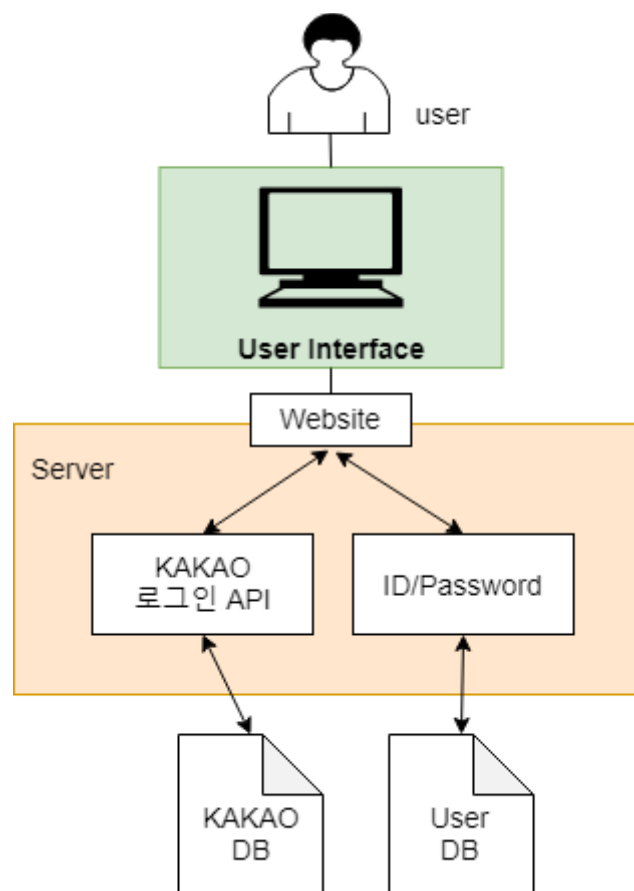 user
User Interface
Website
Server
KAKAO
로그인 API
ID/Password
KAKAO
DB
User
DB